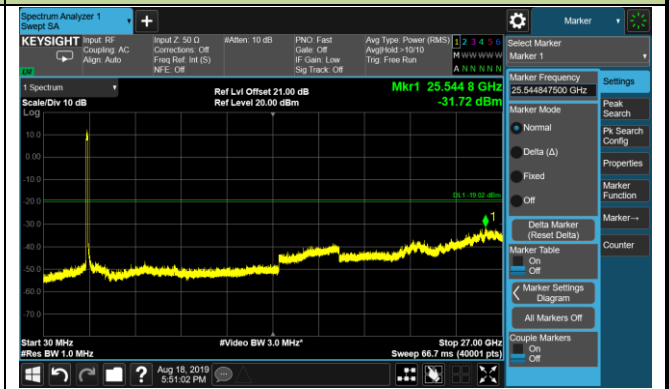 Spectrum Analyzer 1
Swept SA
+
Marker
KEYSIGHT
Input: RF
Coupling: AC
Align: Auto
Input Z: 50 Ω
Corrections: Off
Freq Ref: Int (S)
NFE: Off
#Atten: 10 dB
PNO: Fast
Gate: Off
IF Gain: Low
Sig Track: Off
Avg Type: Power (RMS)
Avg|Hold:>10/10
Trig: Free Run
1 2 3 4 5 6
M W W W W W
A N N N N N
Select Marker
Marker 1
1 Spectrum
Scale/Div 10 dB
Log
Ref Lvl Offset 21.00 dB
Ref Level 20.00 dBm
Mkr1 25.544 8 GHz
-31.72 dBm
10.0
0.00
-10.0
-20.0
-30.0
-40.0
-50.0
-60.0
-70.0
DL1 -19.02 dBm
1
Start 30 MHz
#Res BW 1.0 MHz
#Video BW 3.0 MHz*
Stop 27.00 GHz
Sweep 66.7 ms (40001 pts)
Marker Frequency
25.544847500 GHz
Marker Mode
Normal
Delta (Δ)
Fixed
Off
Delta Marker
(Reset Delta)
Marker Table
On
Off
Marker Settings
Diagram
All Markers Off
Couple Markers
On
Off
Settings
Peak
Search
Pk Search
Config
Properties
Marker
Function
Marker→
Counter
?
Aug 18, 2019
5:51:02 PM